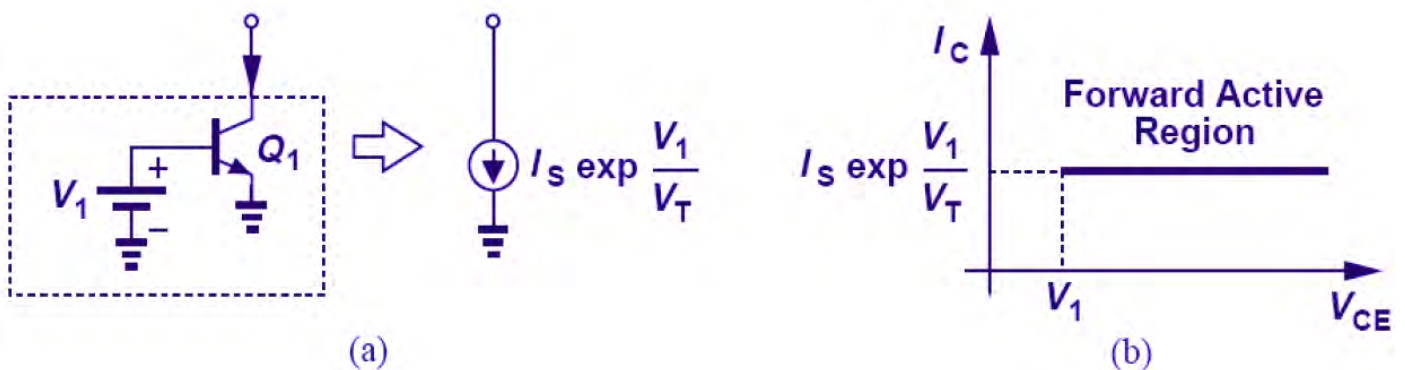 V1
+
−
Q1
IS exp V1
VT
(a)
IC
Forward Active
Region
IS exp V1
VT
V1
VCE
(b)